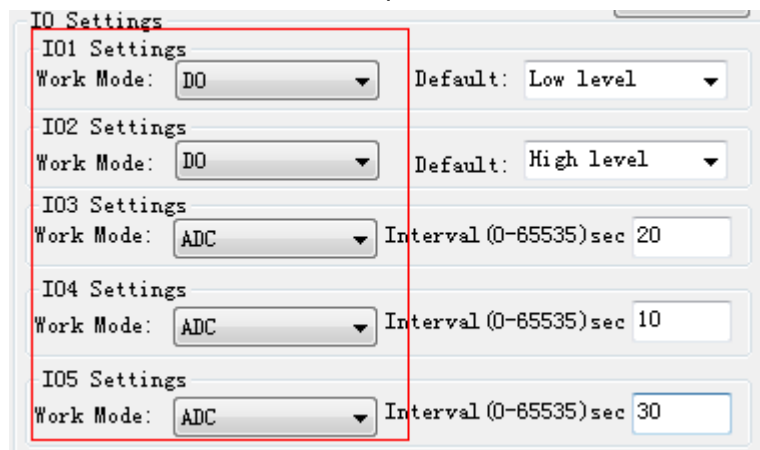 IO Settings
IO1 Settings
Work Mode: DO Default: Low level
IO2 Settings
Work Mode: DO Default: High level
IO3 Settings
Work Mode: ADC Interval(0-65535)sec 20
IO4 Settings
Work Mode: ADC Interval(0-65535)sec 10
IO5 Settings
Work Mode: ADC Interval(0-65535)sec 30